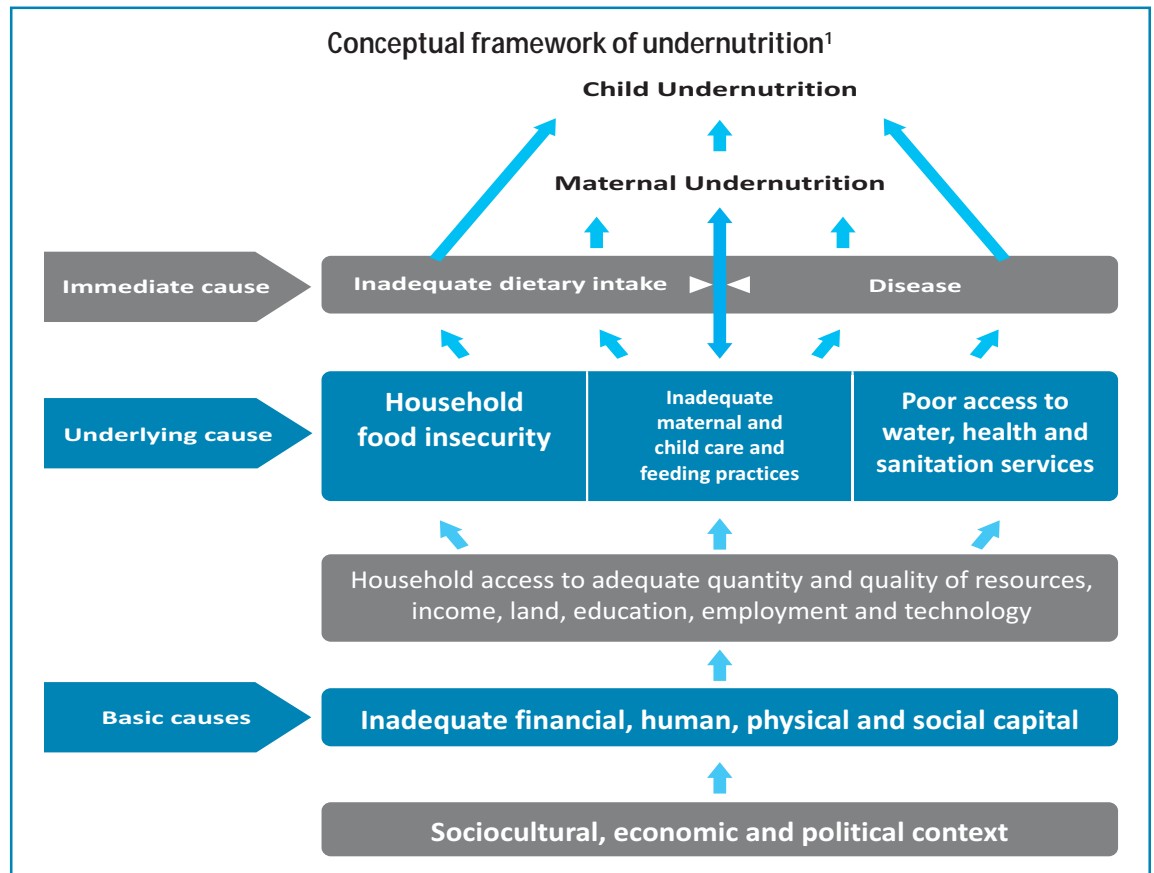 Conceptual framework of undernutrition¹
Child Undernutrition
Maternal Undernutrition
Immediate cause
Inadequate dietary intake
Disease
Underlying cause
Household
food insecurity
Inadequate
maternal and
child care and
feeding practices
Poor access to
water, health and
sanitation services
Household access to adequate quantity and quality of resources,
income, land, education, employment and technology
Basic causes
Inadequate financial, human, physical and social capital
Sociocultural, economic and political context